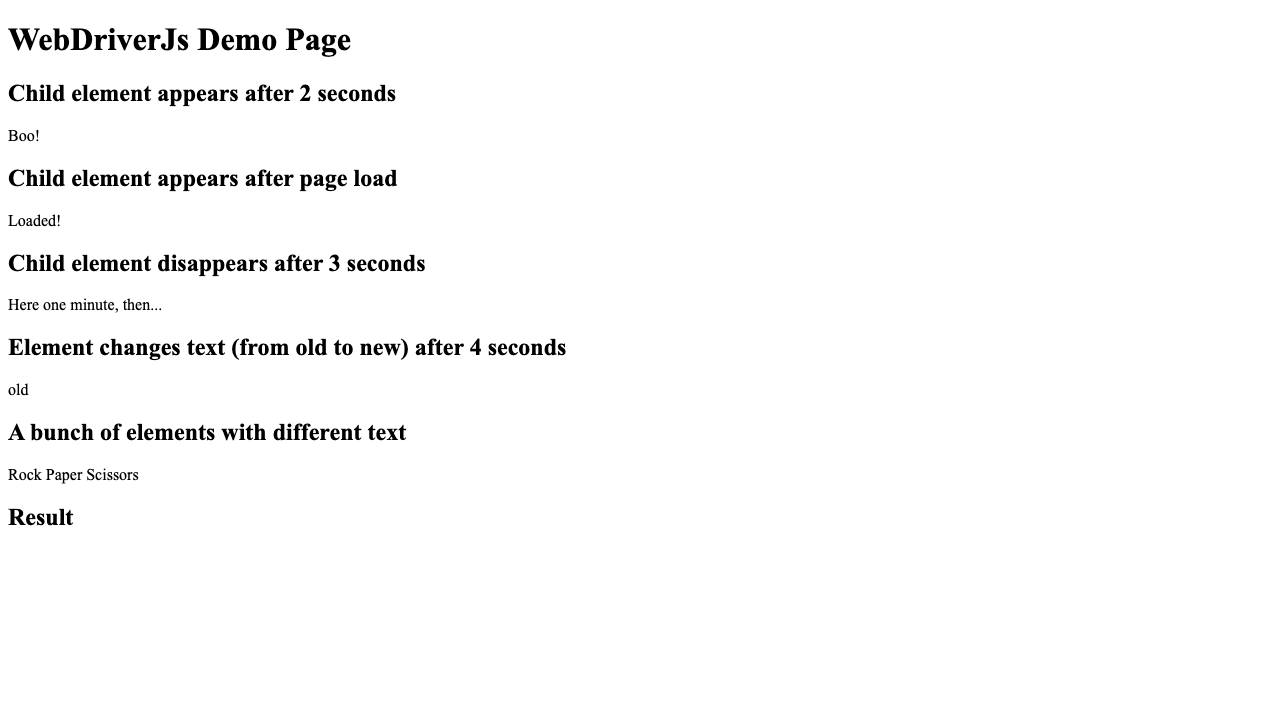 WebDriverJs Demo Page
Child element appears after 2 seconds
Boo!
Child element appears after page load
Loaded!
Child element disappears after 3 seconds
Here one minute, then...
Element changes text (from old to new) after 4 seconds
old
A bunch of elements with different text
Rock Paper Scissors
Result